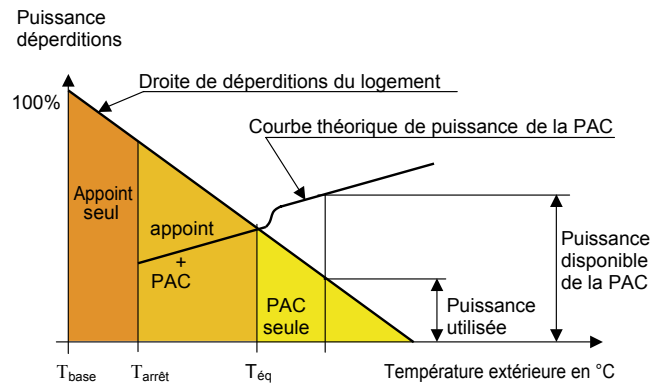 Puissance
déperditions
100%
Droite de déperditions du logement
Courbe théorique de puissance de la PAC
Appoint
seul
appoint
+
PAC
PAC
seule
Puissance
utilisée
Puissance
disponible
de la PAC
Tbase
Tarrêt
Téq
Température extérieure en °C